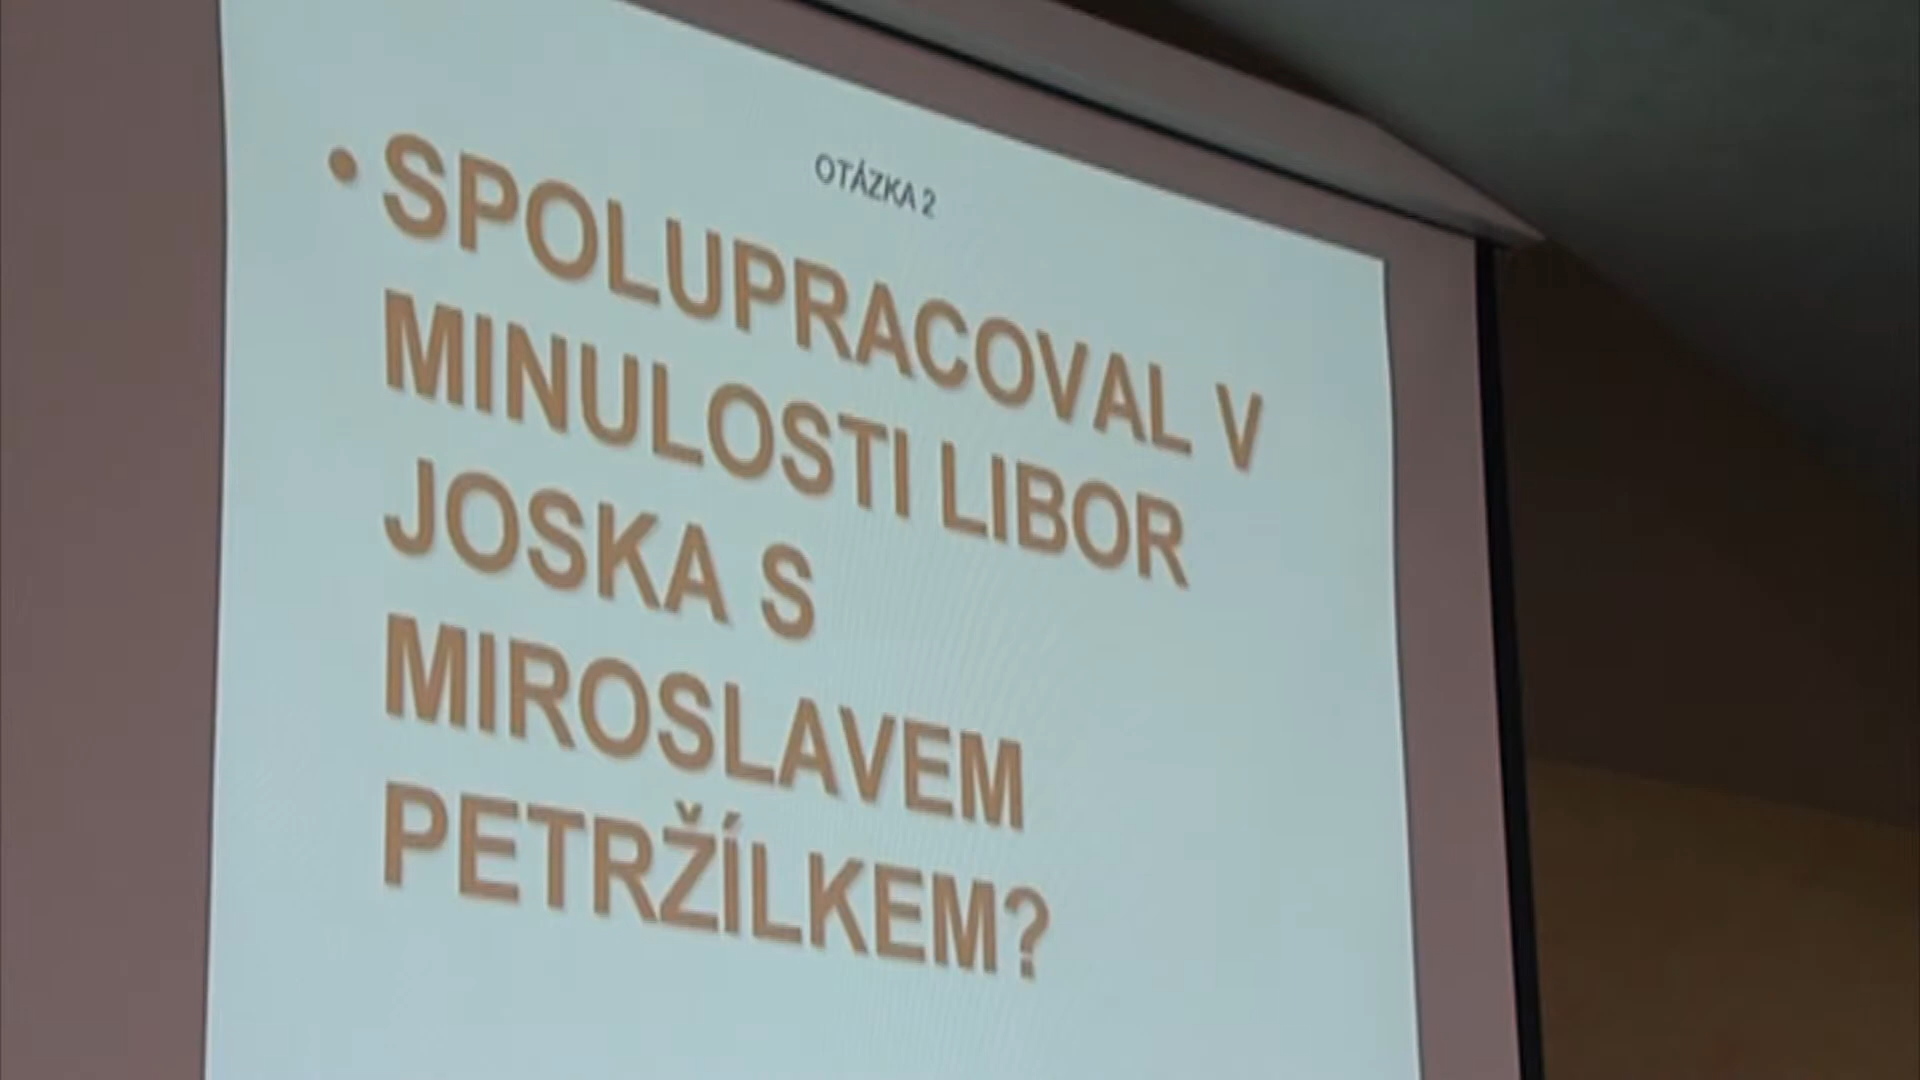 OTÁZKA 2
• SPOLUPRACOVAL V
MINULOSTI LIBOR
JOSKA S
MIROSLAVEM
PETRŽÍLKEM?